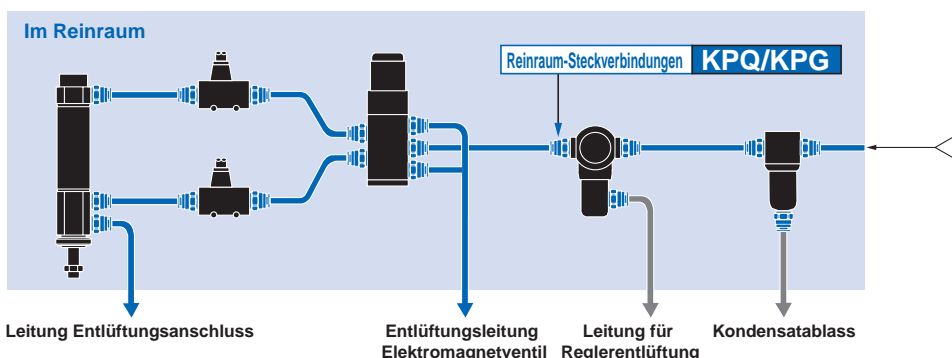 Im Reinraum
Reinraum-Steckverbindungen KPQ/KPG
Leitung Entlüftungsanschluss
Entlüftungsleitung
Elektromagnetventil
Leitung für
Reglerentlüftung
Kondensatablass